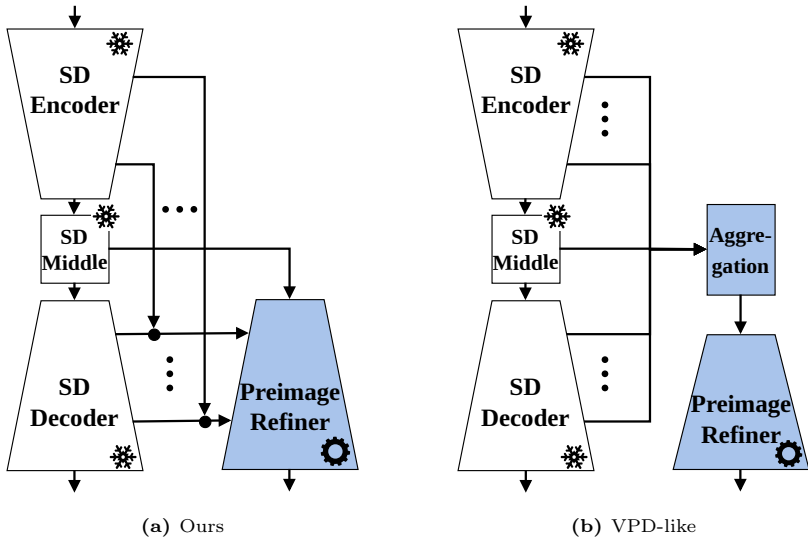 SD
Encoder
SD
Middle
SD
Decoder
Preimage
Refiner
(a) Ours
SD
Encoder
SD
Middle
SD
Decoder
Aggre-
gation
Preimage
Refiner
(b) VPD-like